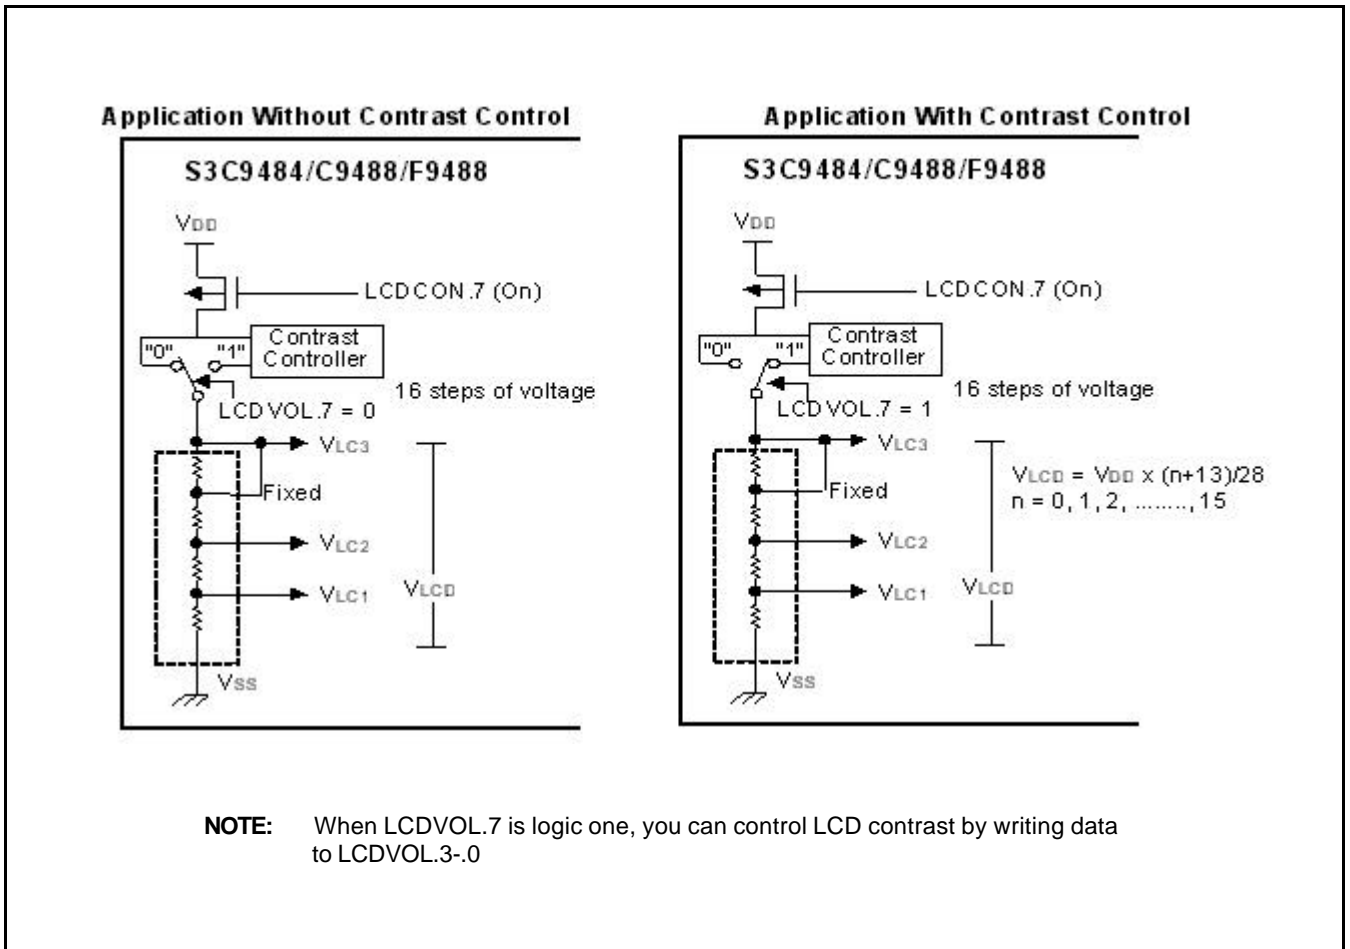 Application Without Contrast Control
S3C9484/C9488/F9488
VDD
LCDCON.7 (On)
"0"
"1"
Contrast
Controller
16 steps of voltage
LCDVOL.7 = 0
VLC3
Fixed
VLC2
VLC1
VLCD
VSS
Application With Contrast Control
S3C9484/C9488/F9488
VDD
LCDCON.7 (On)
"0"
"1"
Contrast
Controller
16 steps of voltage
LCDVOL.7 = 1
VLC3
VLCD = VDD x (n+13)/28
n = 0, 1, 2, ........, 15
Fixed
VLC2
VLC1
VLCD
VSS
NOTE: When LCDVOL.7 is logic one, you can control LCD contrast by writing data
to LCDVOL.3-.0